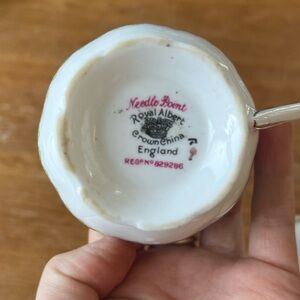 Needle Point
Royal Albert
Crown China
England
REGD NO 829286